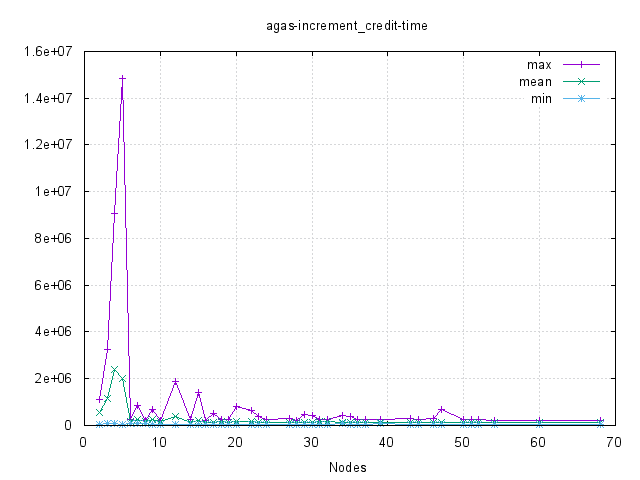 agas-increment_credit-time
1.6e+07
1.4e+07
1.2e+07
1e+07
8e+06
6e+06
4e+06
2e+06
0
max
mean
min
0 10 20 30 40 50 60 70
Nodes